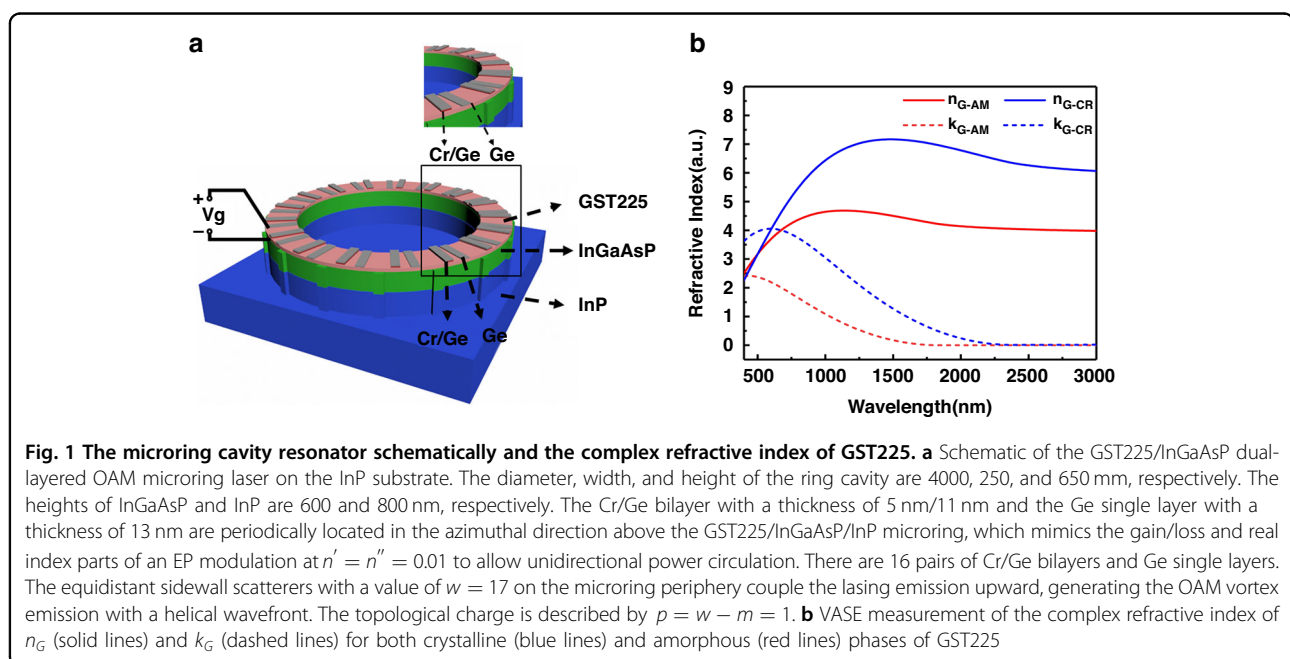 a
Cr/Ge Ge
+
Vg
−
GST225
InGaAsP
InP
Cr/Ge Ge
b
9
8
7
6
5
4
3
2
1
0
Refractive Index(a.u.)
n_G-AM n_G-CR
k_G-AM k_G-CR
500 1000 1500 2000 2500 3000
Wavelength(nm)
Fig. 1 The microring cavity resonator schematically and the complex refractive index of GST225. a Schematic of the GST225/InGaAsP dual-
layered OAM microring laser on the InP substrate. The diameter, width, and height of the ring cavity are 4000, 250, and 650 mm, respectively. The
heights of InGaAsP and InP are 600 and 800 nm, respectively. The Cr/Ge bilayer with a thickness of 5 nm/11 nm and the Ge single layer with a
thickness of 13 nm are periodically located in the azimuthal direction above the GST225/InGaAsP/InP microring, which mimics the gain/loss and real
index parts of an EP modulation at n′ = n″ = 0.01 to allow unidirectional power circulation. There are 16 pairs of Cr/Ge bilayers and Ge single layers.
The equidistant sidewall scatterers with a value of w = 17 on the microring periphery couple the lasing emission upward, generating the OAM vortex
emission with a helical wavefront. The topological charge is described by p = w − m = 1. b VASE measurement of the complex refractive index of
n_G (solid lines) and k_G (dashed lines) for both crystalline (blue lines) and amorphous (red lines) phases of GST225